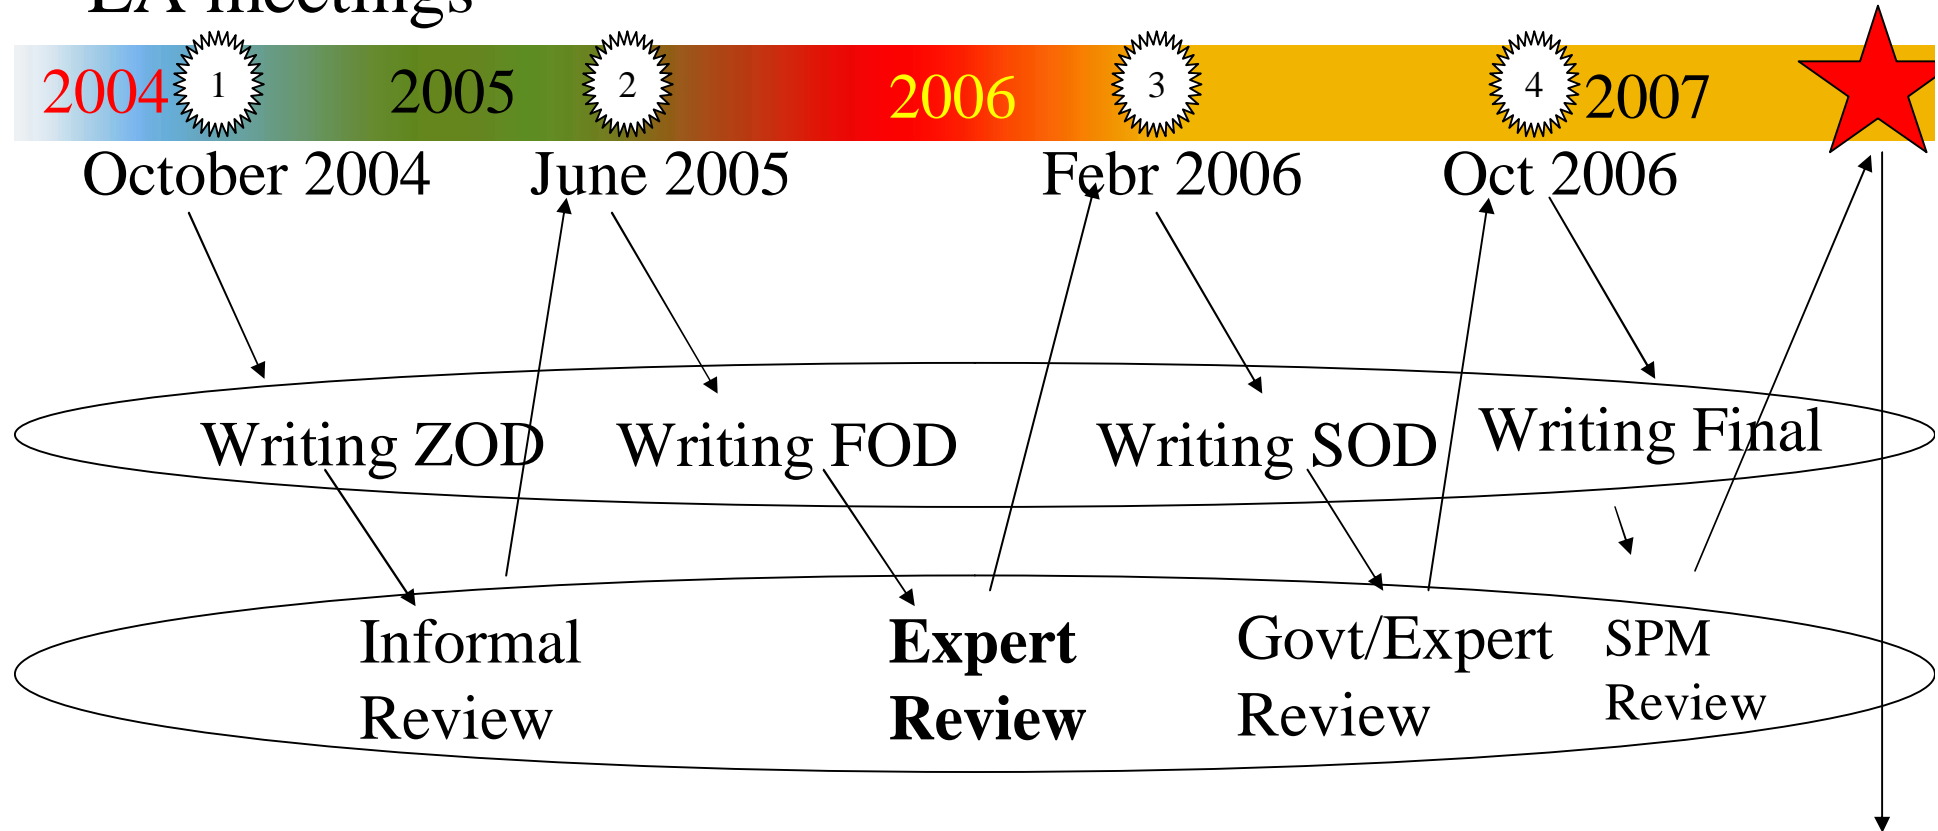 meetings
2004 1 2005 2 2006 3 4 2007
October 2004 June 2005 Febr 2006 Oct 2006
Writing ZOD Writing FOD Writing SOD Writing Final
Informal Expert Govt/Expert SPM
Review Review Review Review